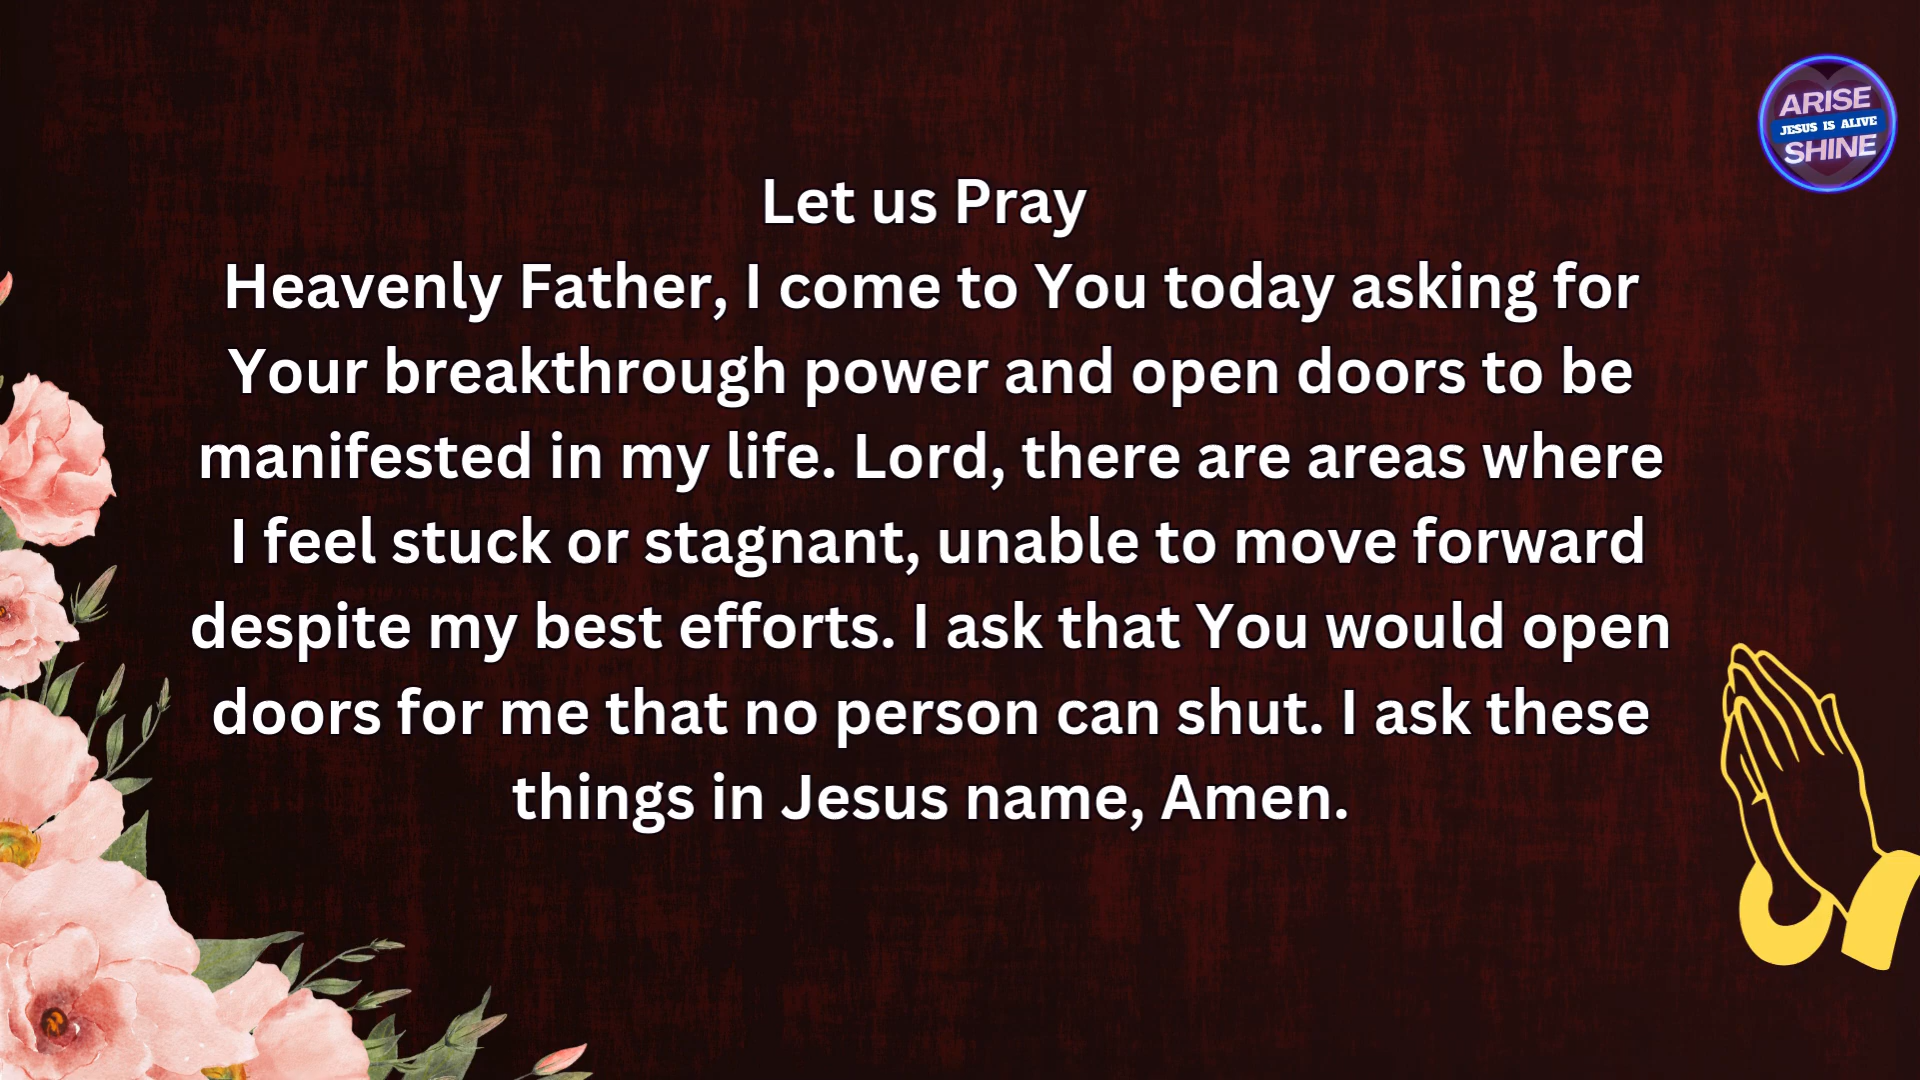 ARISE
JESUS IS ALIVE
SHINE
Let us Pray
Heavenly Father, I come to You today asking for
Your breakthrough power and open doors to be
manifested in my life. Lord, there are areas where
I feel stuck or stagnant, unable to move forward
despite my best efforts. I ask that You would open
doors for me that no person can shut. I ask these
things in Jesus name, Amen.